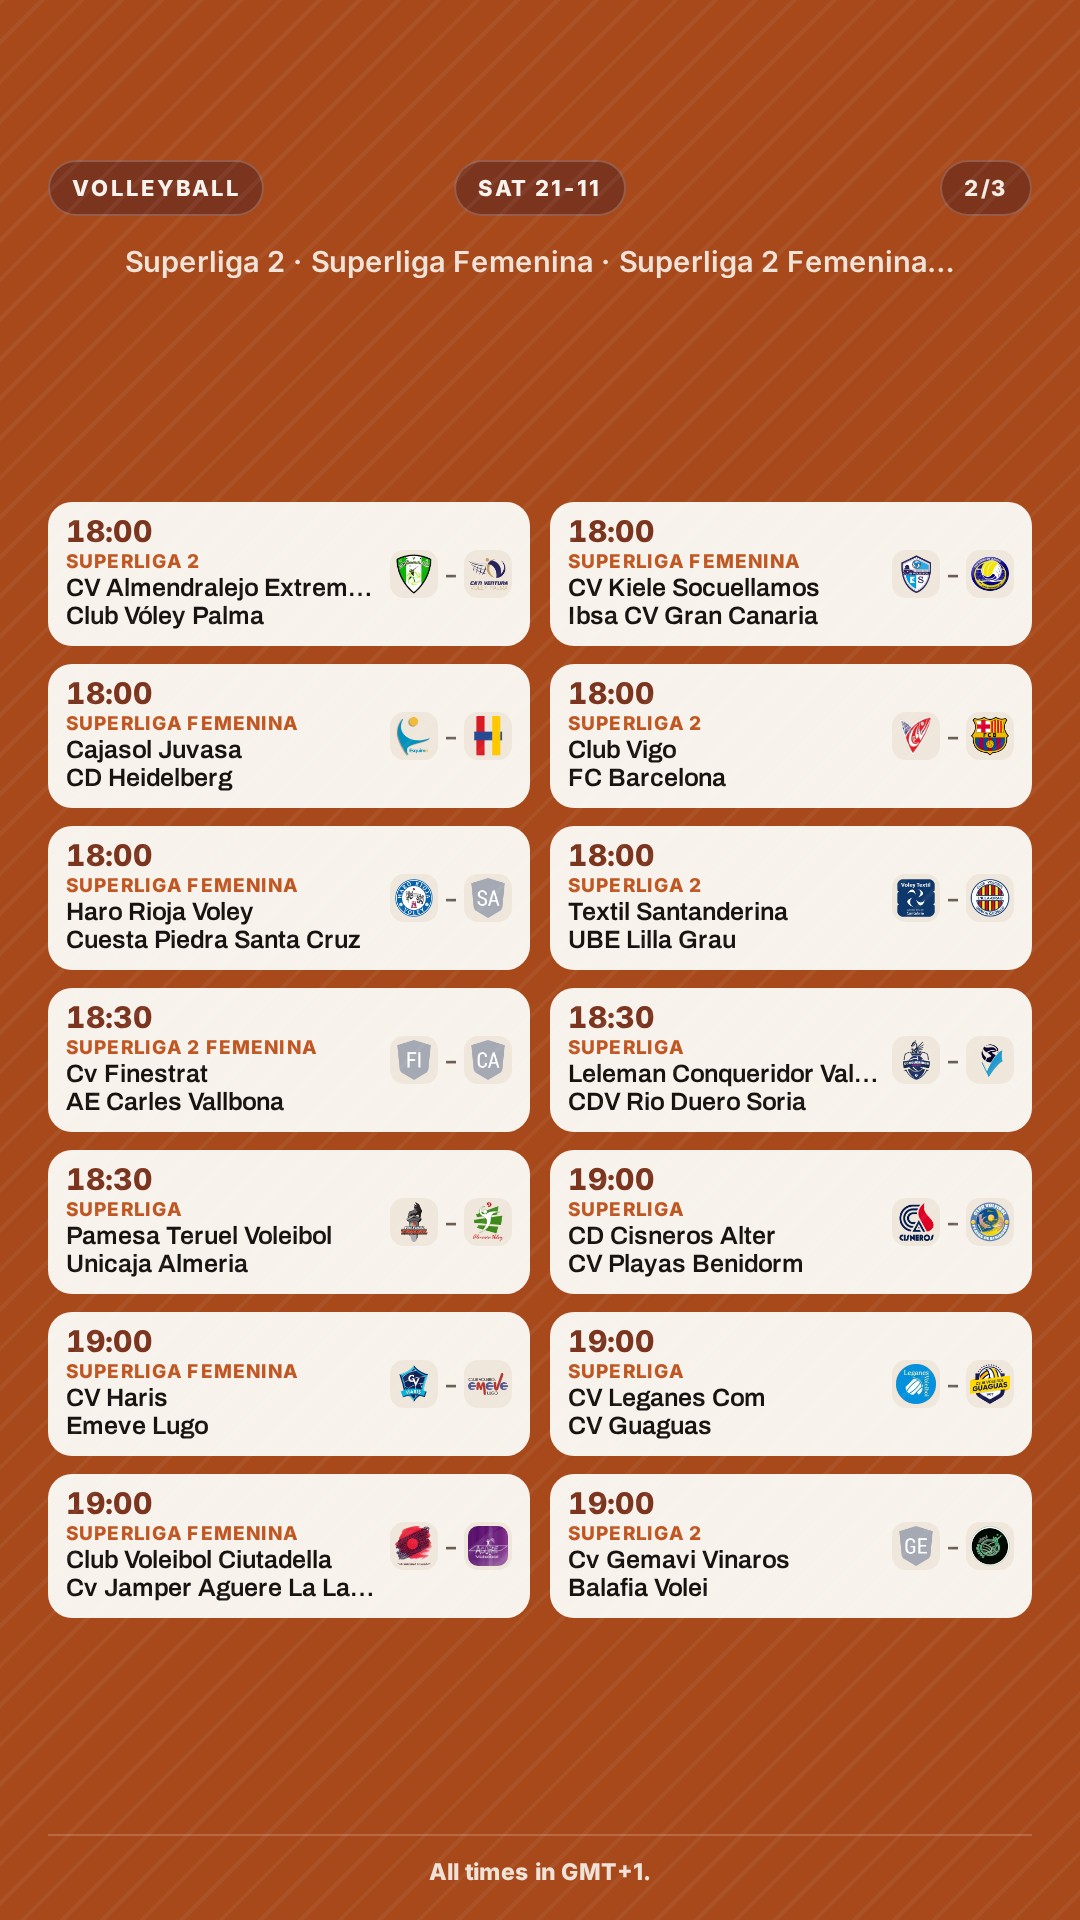 VOLLEYBALL
SAT 21-11
2/3
Superliga 2 · Superliga Femenina · Superliga 2 Femenina...
18:00
SUPERLIGA 2
CV Almendralejo Extrem...
Club Vóley Palma
18:00
SUPERLIGA FEMENINA
CV Kiele Socuellamos
Ibsa CV Gran Canaria
18:00
SUPERLIGA FEMENINA
Cajasol Juvasa
CD Heidelberg
18:00
SUPERLIGA 2
Club Vigo
FC Barcelona
18:00
SUPERLIGA FEMENINA
Haro Rioja Voley
Cuesta Piedra Santa Cruz
SA
18:00
SUPERLIGA 2
Textil Santanderina
UBE Lilla Grau
18:30
SUPERLIGA 2 FEMENINA
Cv Finestrat
AE Carles Vallbona
FI
CA
18:30
SUPERLIGA
Leleman Conqueridor Val...
CDV Rio Duero Soria
18:30
SUPERLIGA
Pamesa Teruel Voleibol
Unicaja Almeria
19:00
SUPERLIGA
CD Cisneros Alter
CV Playas Benidorm
CISNEROS
19:00
SUPERLIGA FEMENINA
CV Haris
Emeve Lugo
EMEVE
19:00
SUPERLIGA
CV Leganes Com
CV Guaguas
GUAGUAS
19:00
SUPERLIGA FEMENINA
Club Voleibol Ciutadella
Cv Jamper Aguere La La...
19:00
SUPERLIGA 2
Cv Gemavi Vinaros
Balafia Volei
GE
All times in GMT+1.